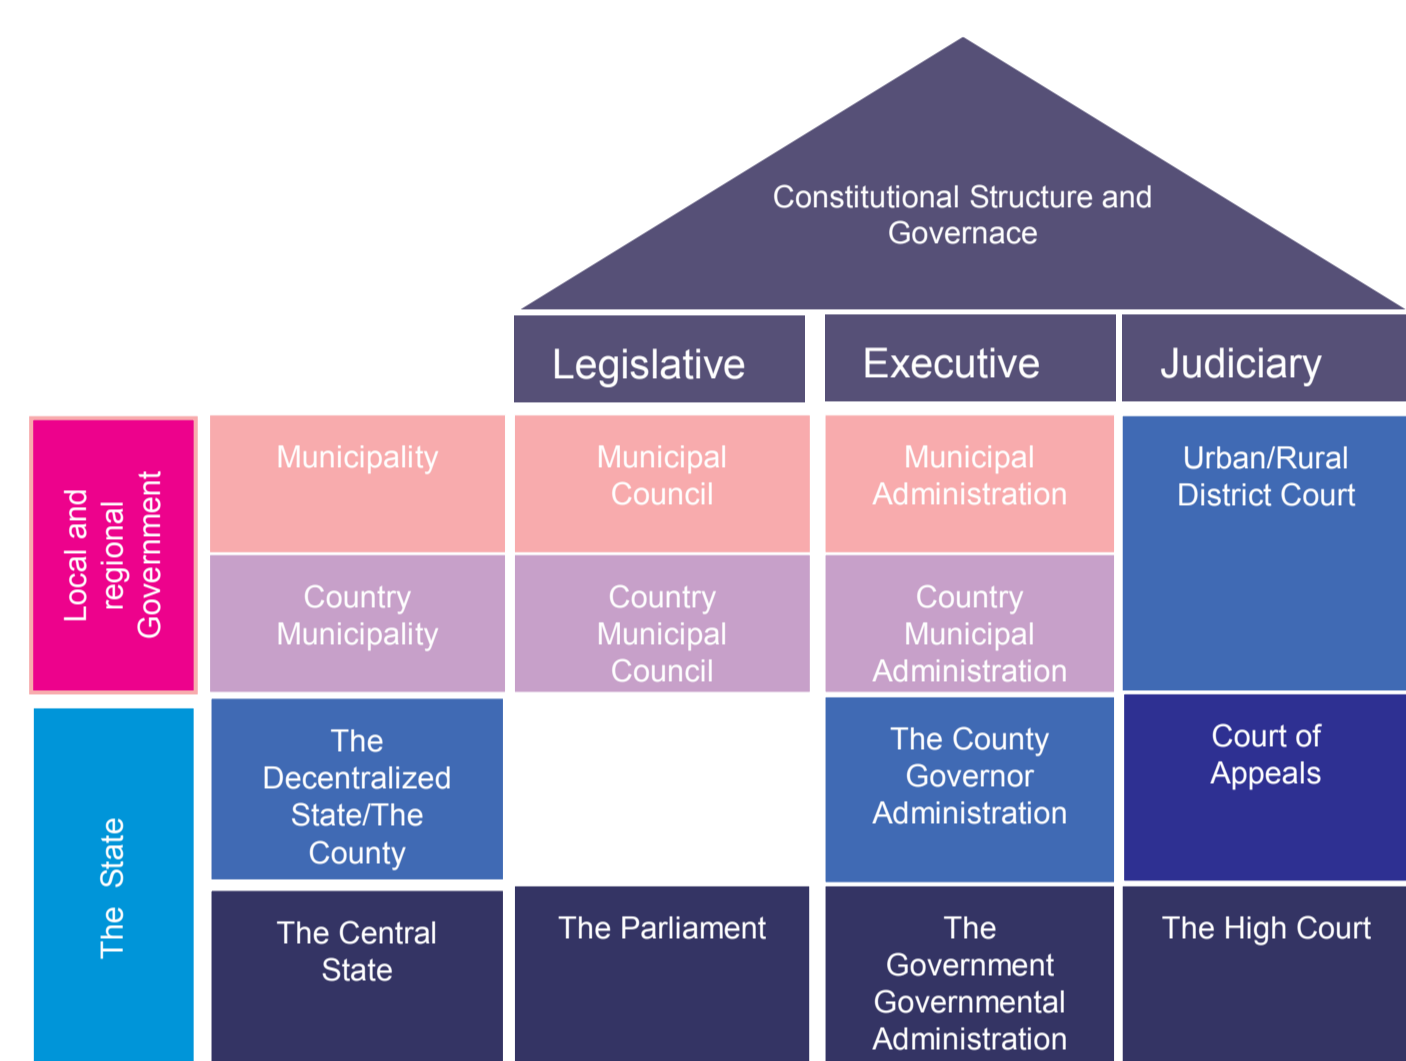 Constitutional Structure and
Governace
Legislative
Executive
Judiciary
Local and
regional
Government
Municipality
Municipal
Council
Municipal
Administration
Urban/Rural
District Court
Country
Municipality
Country
Municipal
Council
Country
Municipal
Administration
The State
The
Decentralized
State/The
County
The County
Governor
Administration
Court of
Appeals
The Central
State
The Parliament
The
Government
Governmental
Administration
The High Court